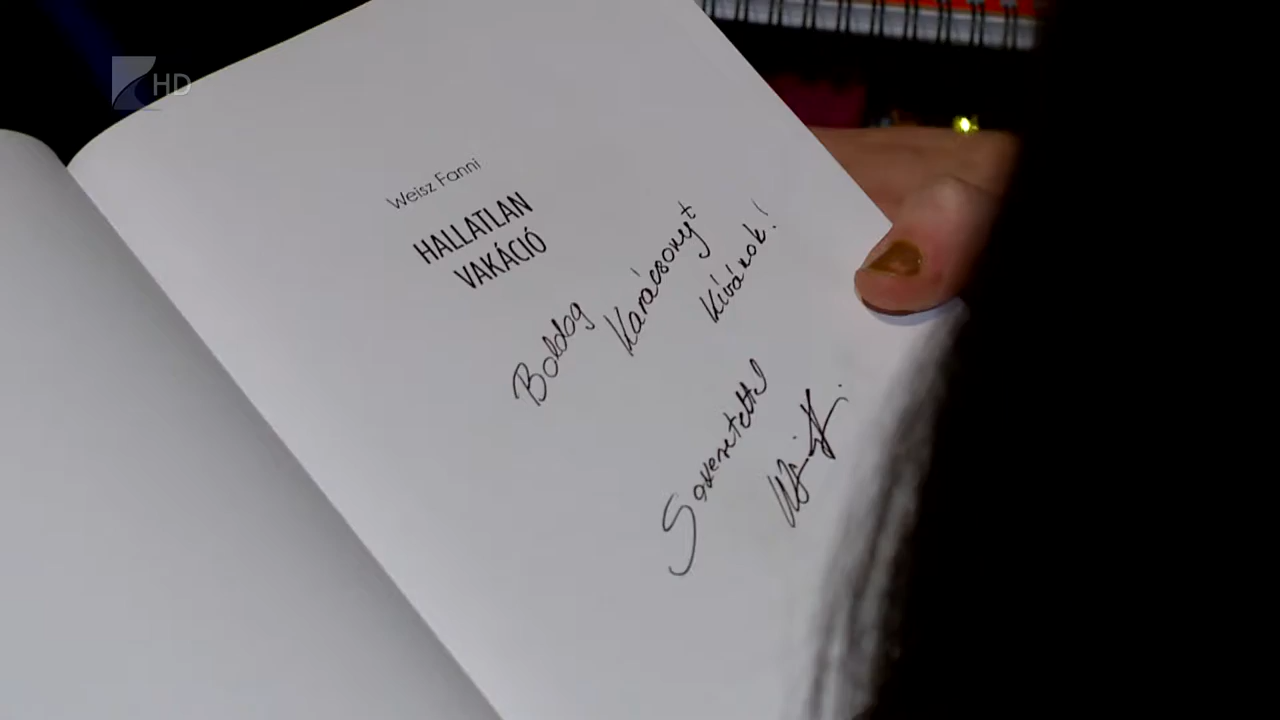 HD
Weisz Fanni
HALLATLAN
VAKÁCIÓ
Boldog Karácsonyt
kívánok!
Szeretettel